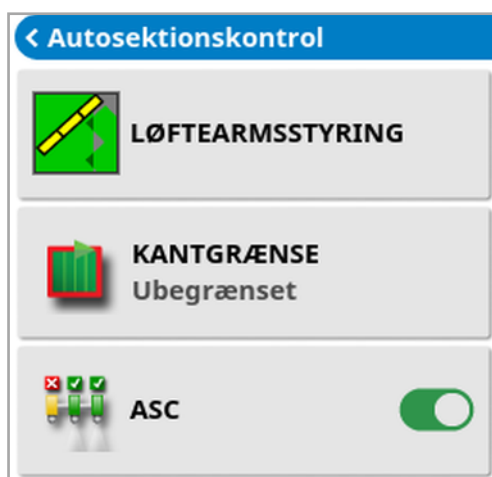 Autosektionskontrol
LØFTEARMSSTYRING
KANTGRÆNSE
Ubegrænset
ASC